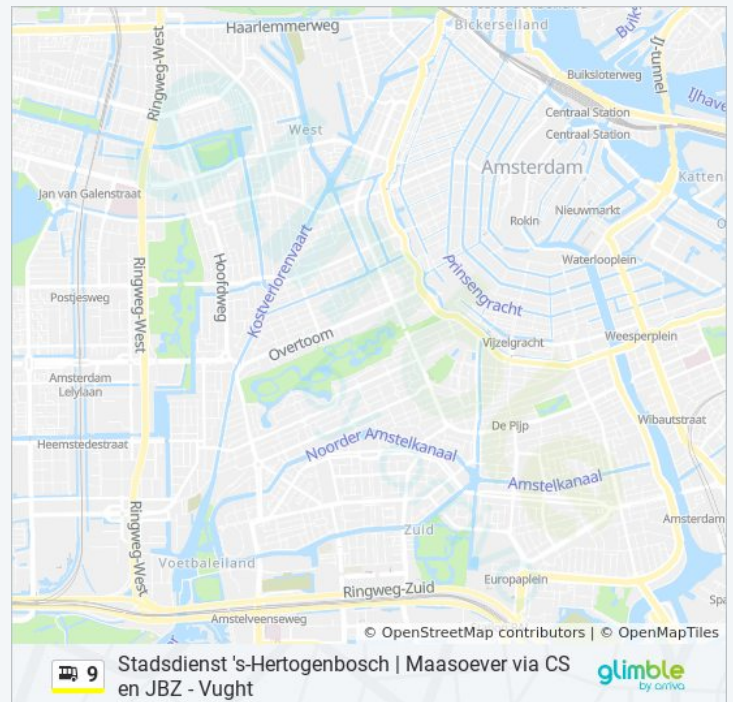 Haarlemmerweg
Bickerseiland
Buiks
IJ-tunnel
Ringweg-West
Buiksloterweg
IJhave
Centraal Station
West
Centraal Station
Amsterdam
Katten
Jan van Galenstraat
Nieuwmarkt
Rokin
Kostverlorenvaart
Waterlooplein
Hoofdweg
Ringweg-West
Prinsengracht
Postjesweg
Overtoom
Vijzelgracht
Weesperplein
Amsterdam
Lelylaan
De Pijp
Wibautstraat
Heemstedestraat
Noorder Amstelkanaal
Amstelkanaal
Ringweg-West
Zuid
Amsterdam
Voetbaleiland
Europaplein
Ringweg-Zuid
Spa
Amstelveenseweg
© OpenStreetMap contributors | © OpenMapTiles
9
Stadsdienst 's-Hertogenbosch | Maasoever via CS
en JBZ - Vught
glimble
by arriva